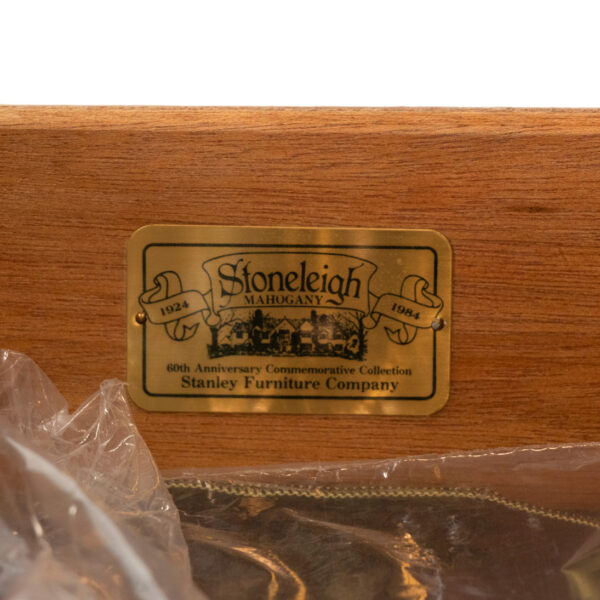 Stoneleigh
MAHOGANY
1924
1984
60th Anniversary Commemorative Collection
Stanley Furniture Company